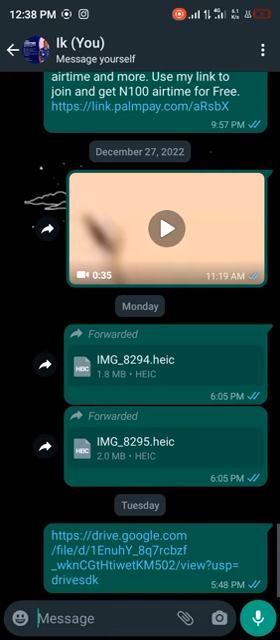 12:38 PM
Ik (You)
Message yourself
airtime and more. Use my link to
join and get N100 airtime for Free.
https://link.palmpay.com/aRsbX
9:57 PM
December 27, 2022
0:35
11:19 AM
Monday
Forwarded
IMG_8294.heic
HEIC
1.8 MB • HEIC
6:05 PM
Forwarded
IMG_8295.heic
HEIC
2.0 MB • HEIC
6:05 PM
Tuesday
https://drive.google.com
/file/d/1EnuhY_8q7rcbzf
_wknCGtHtiwetKM502/view?usp=
drivesdk
5:48 PM
Message